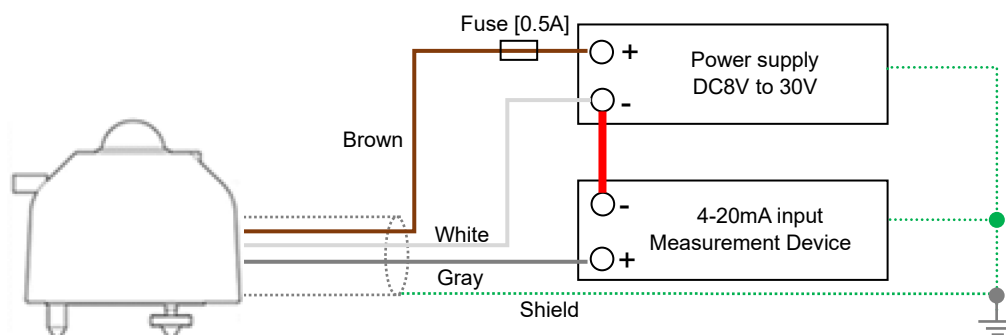 Fuse [0.5A]
+
Power supply
DC8V to 30V
-
Brown
-
4-20mA input
Measurement Device
White
+
Gray
Shield